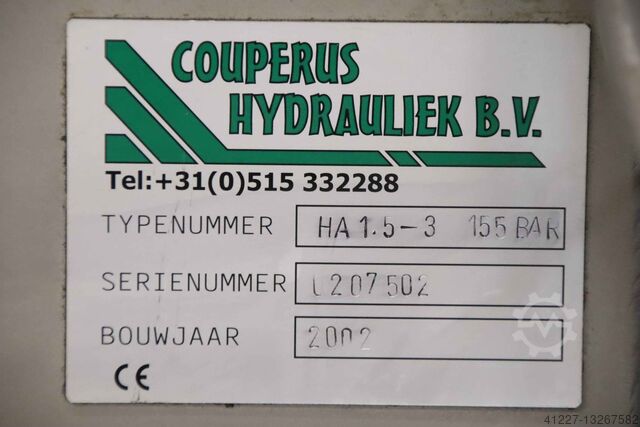 COUPERUS
HYDRAULIEK B.V.
Tel:+31(0)515 332288
TYPENUMMER HA 1.5-3 155 BAR
SERIENUMMER 0207502
BOUWJAAR 2002
CE
41227-13267582